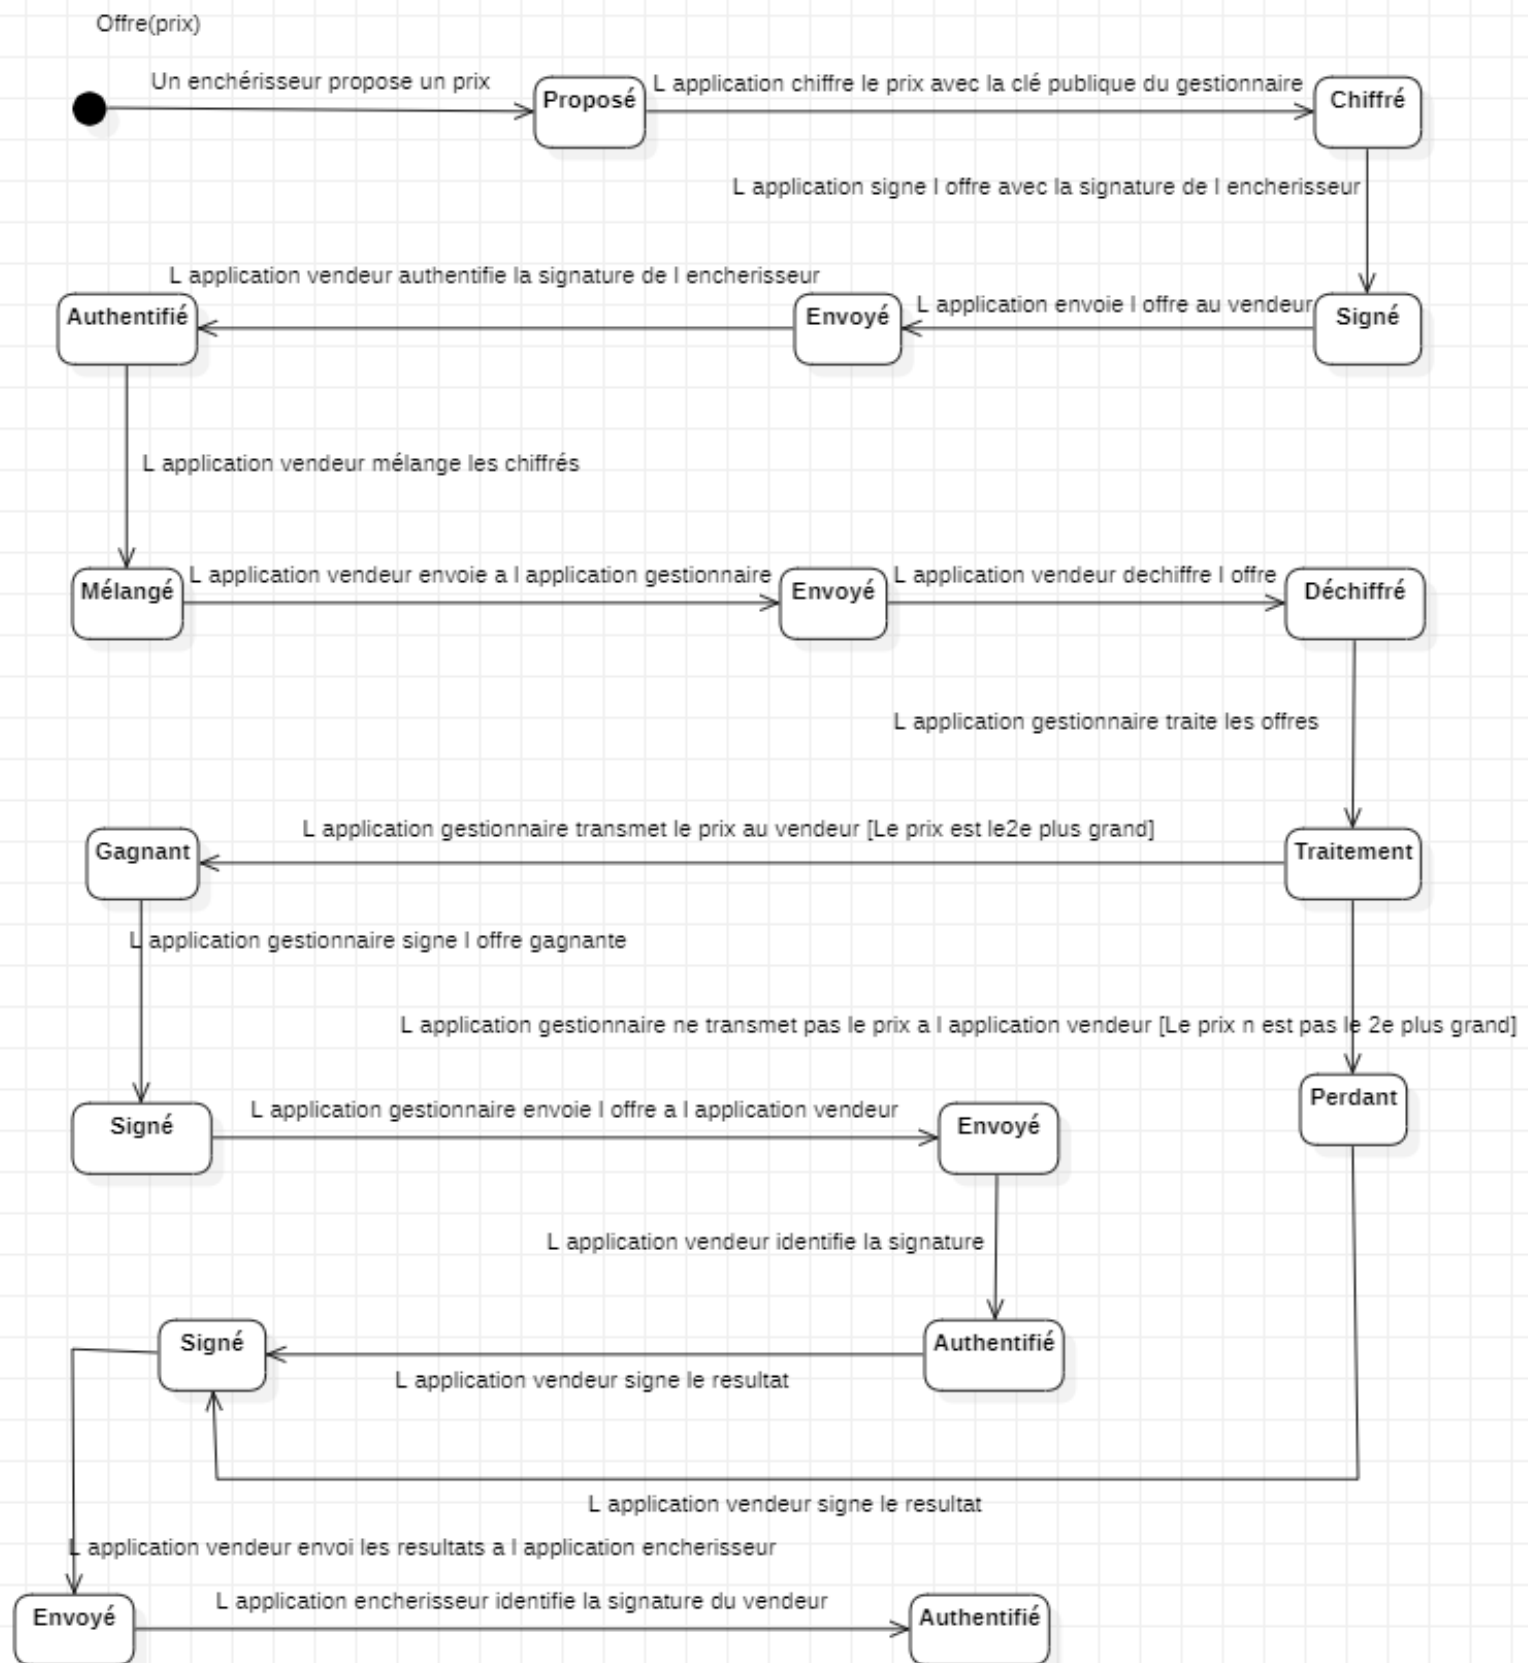 Offre(prix)
Un enchérisseur propose un prix
Proposé
L application chiffre le prix avec la clé publique du gestionnaire
Chiffré
L application signe l offre avec la signature de l encherisseur
L application vendeur authentifie la signature de l encherisseur
Authentifié
Envoyé
L application envoie l offre au vendeur
Signé
L application vendeur mélange les chiffrés
Mélangé
L application vendeur envoie a l application gestionnaire
Envoyé
L application vendeur dechiffre l offre
Déchiffré
L application gestionnaire traite les offres
L application gestionnaire transmet le prix au vendeur [Le prix est le2e plus grand]
Gagnant
Traitement
L application gestionnaire signe l offre gagnante
L application gestionnaire ne transmet pas le prix a l application vendeur [Le prix n est pas le 2e plus grand]
Perdant
Signé
L application gestionnaire envoie l offre a l application vendeur
Envoyé
L application vendeur identifie la signature
Signé
Authentifié
L application vendeur signe le resultat
L application vendeur signe le resultat
L application vendeur envoi les resultats a l application encherisseur
Envoyé
L application encherisseur identifie la signature du vendeur
Authentifié